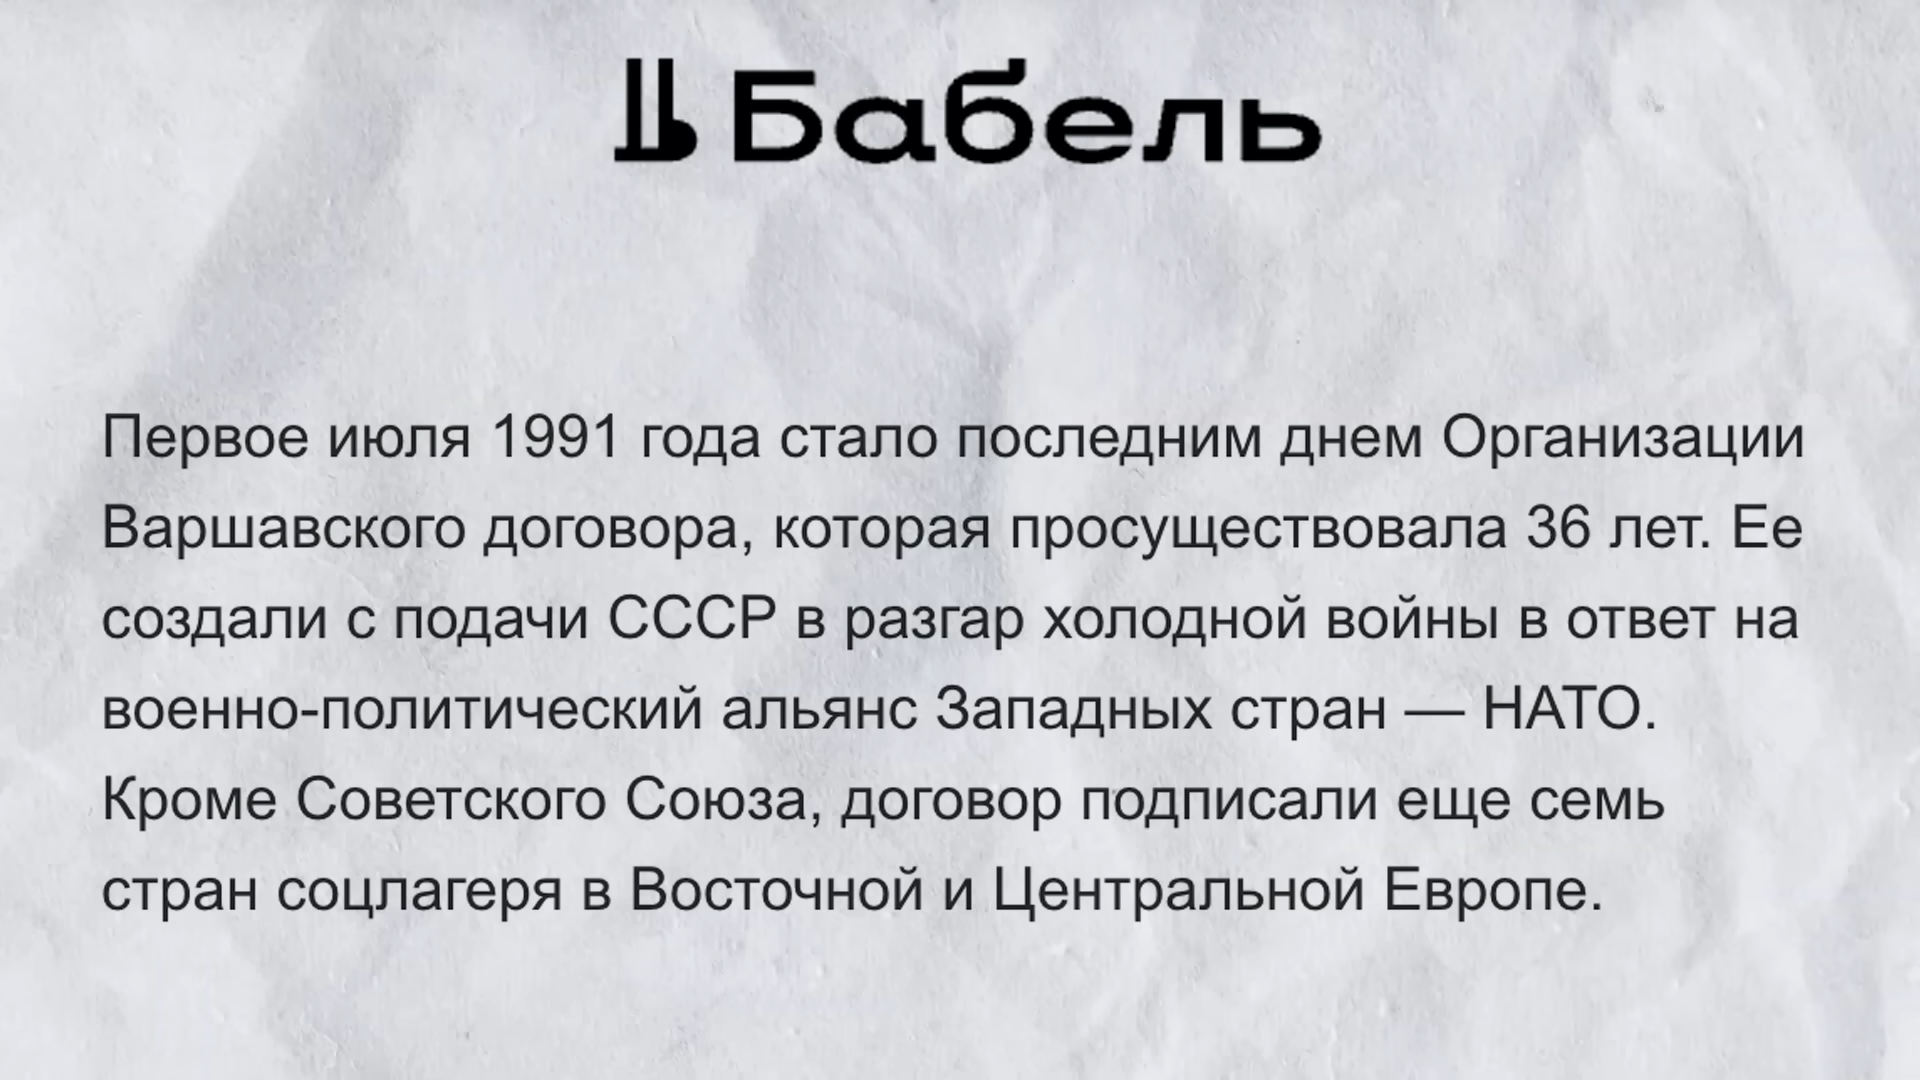 Бабель
Первое июля 1991 года стало последним днем Организации
Варшавского договора, которая просуществовала 36 лет. Ее
создали с подачи СССР в разгар холодной войны в ответ на
военно-политический альянс Западных стран — НАТО.
Кроме Советского Союза, договор подписали еще семь
стран соцлагеря в Восточной и Центральной Европе.